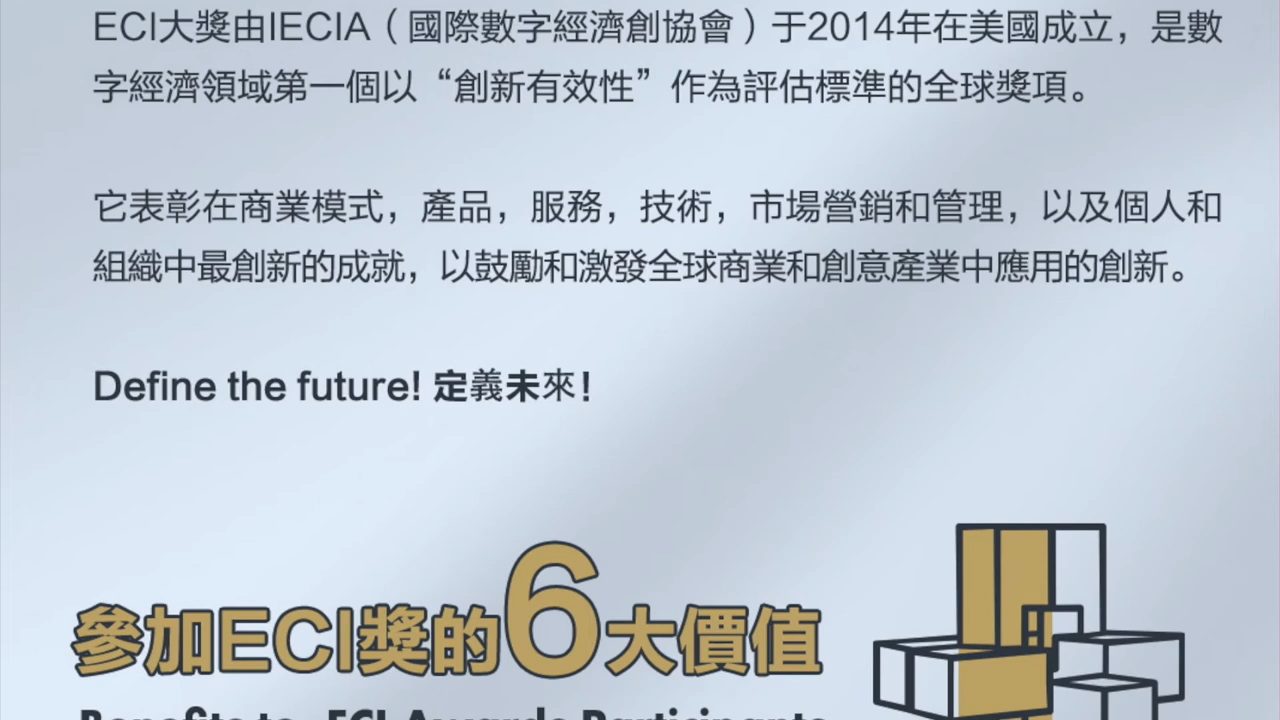 ECI大獎由IECIA（國際數字經濟創協會）于2014年在美國成立，是數
字經濟領域第一個以“創新有效性”作為評估標準的全球獎項。
它表彰在商業模式，產品，服務，技術，市場營銷和管理，以及個人和
組織中最創新的成就，以鼓勵和激發全球商業和創意產業中應用的創新。
Define the future! 定義未來!
參加ECI獎的6大價值
Benefits to ECI Awards Participants